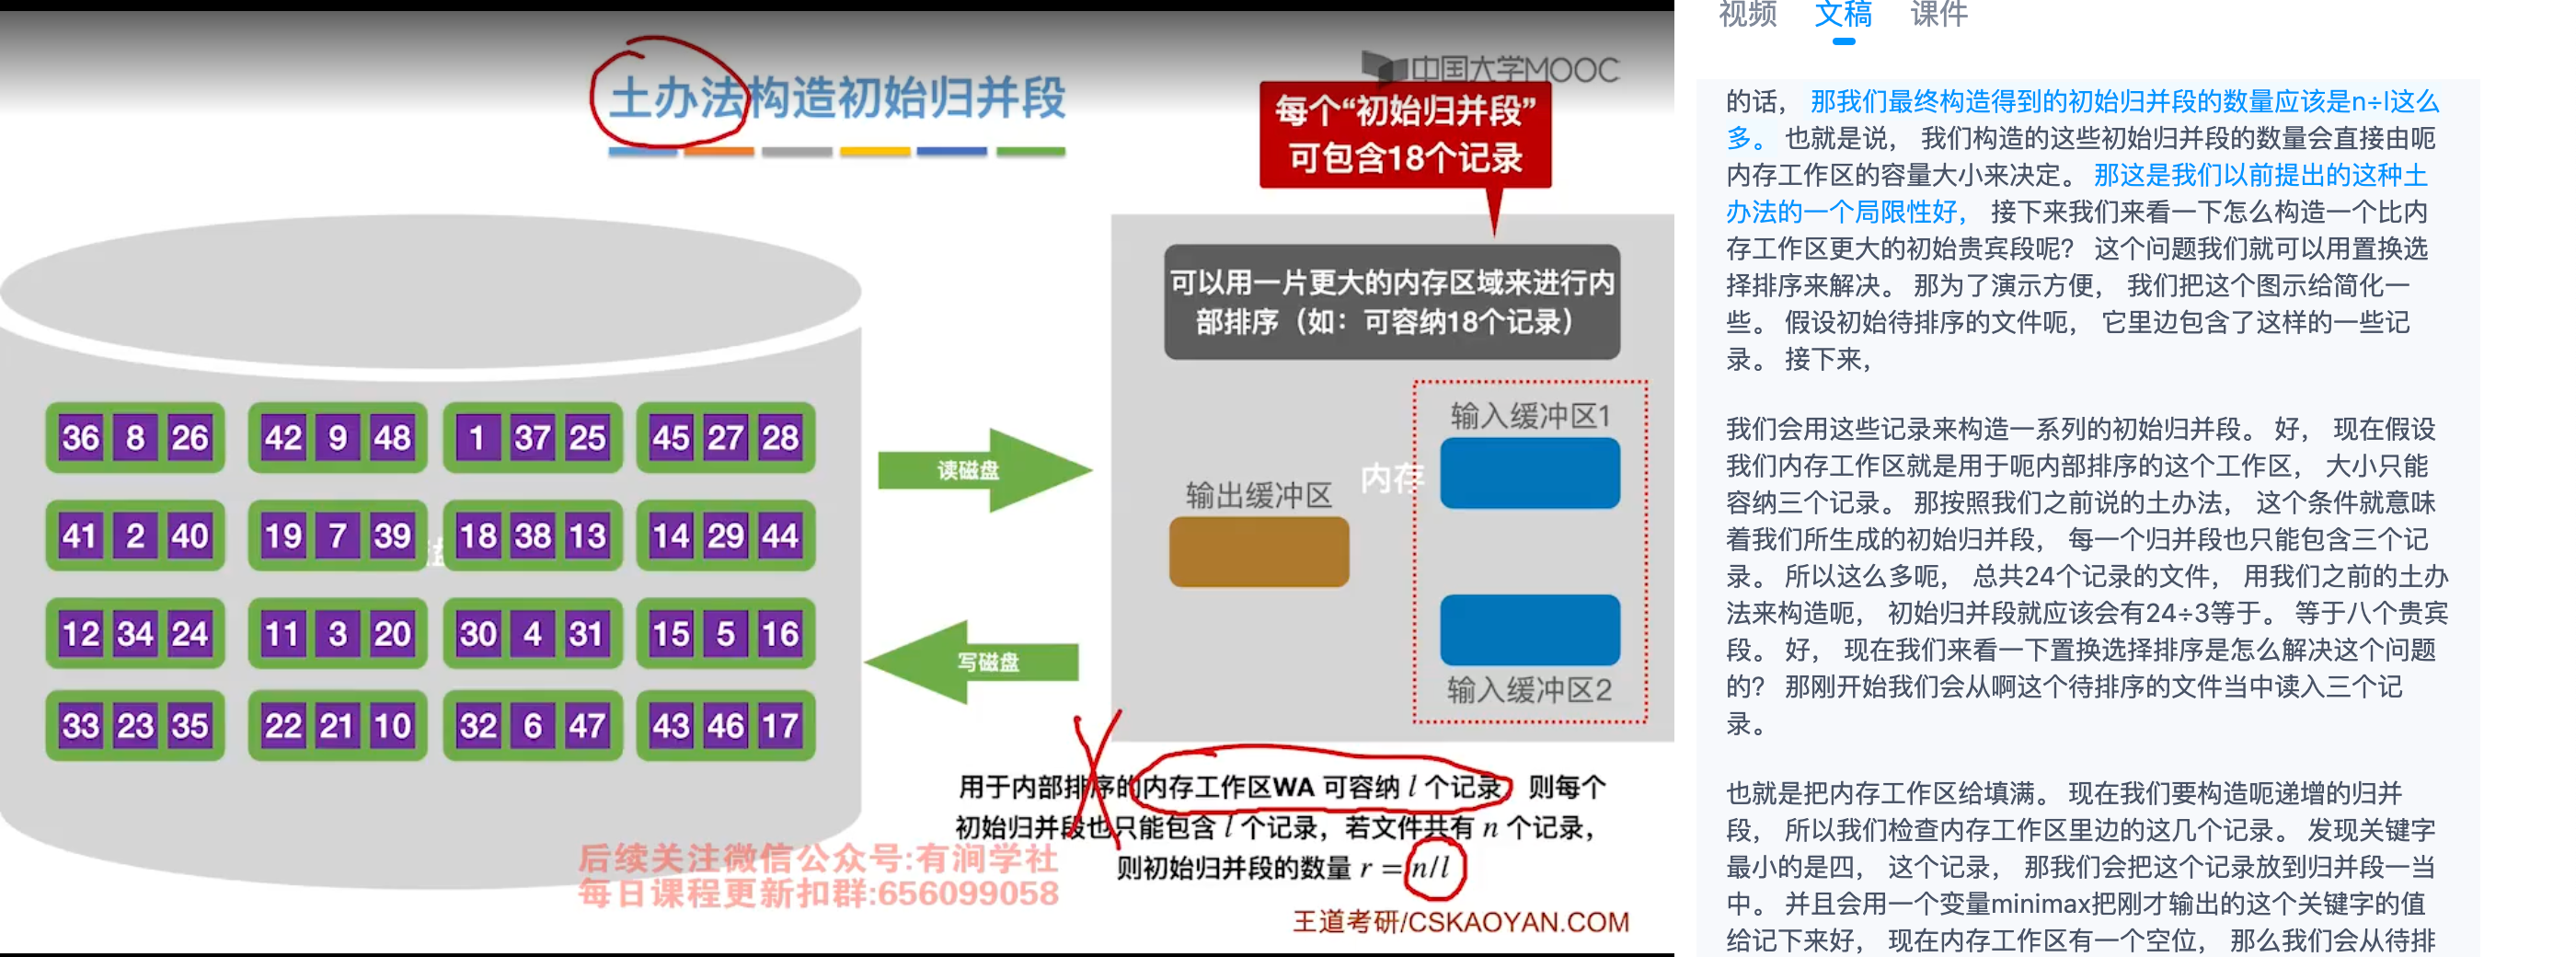 土办法构造初始归并段
中国大学MOOC
每个“初始归并段”
可包含18个记录
可以用一片更大的内存区域来进行内
部排序（如：可容纳18个记录）
36 8 26 42 9 48 1 37 25 45 27 28
41 2 40 19 7 39 18 38 13 14 29 44
12 34 24 11 3 20 30 4 31 15 5 16
33 23 35 22 21 10 32 6 47 43 46 17
读磁盘
写磁盘
输入缓冲区1
内存
输出缓冲区
输入缓冲区2
用于内部排序的内存工作区WA 可容纳 l 个记录，则每个
初始归并段也只能包含 l 个记录，若文件共有 n 个记录，
则初始归并段的数量 r = n/l
后续关注微信公众号:有涧学社
每日课程更新扣群:656099058
王道考研/CSKAOYAN.COM
视频 文稿 课件
的话， 那我们最终构造得到的初始归并段的数量应该是n÷l这么
多。 也就是说， 我们构造的这些初始归并段的数量会直接由呃
内存工作区的容量大小来决定。 那这是我们以前提出的这种土
办法的一个局限性好， 接下来我们来看一下怎么构造一个比内
存工作区更大的初始贵宾段呢？ 这个问题我们就可以用置换选
择排序来解决。 那为了演示方便， 我们把这个图示给简化一
些。 假设初始待排序的文件呃， 它里边包含了这样的一些记
录。 接下来，
我们会用这些记录来构造一系列的初始归并段。 好， 现在假设
我们内存工作区就是用于呃内部排序的这个工作区， 大小只能
容纳三个记录。 那按照我们之前说的土办法， 这个条件就意味
着我们所生成的初始归并段， 每一个归并段也只能包含三个记
录。 所以这么多呃， 总共24个记录的文件， 用我们之前的土办
法来构造呃， 初始归并段就应该会有24÷3等于。 等于八个贵宾
段。 好， 现在我们来看一下置换选择排序是怎么解决这个问题
的？ 那刚开始我们会从啊这个待排序的文件当中读入三个记
录。
也就是把内存工作区给填满。 现在我们要构造呃递增的归并
段， 所以我们检查内存工作区里边的这几个记录。 发现关键字
最小的是四， 这个记录， 那我们会把这个记录放到归并段一当
中。 并且会用一个变量minimax把刚才输出的这个关键字的值
给记下来好， 现在内存工作区有一个空位， 那么我们会从待排